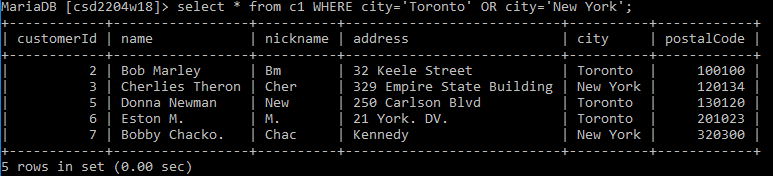 MariaDB [csd2204w18]> select * from c1 WHERE city='Toronto' OR city='New York';
+------------+-----------------+----------+---------------------------+----------+------------+
| customerId | name            | nickname | address                   | city     | postalCode |
+------------+-----------------+----------+---------------------------+----------+------------+
|          2 | Bob Marley      | Bm       | 32 Keele Street           | Toronto  |     100100 |
|          3 | Cherlies Theron | Cher     | 329 Empire State Building | New York |     120134 |
|          5 | Donna Newman    | New      | 250 Carlson Blvd          | Toronto  |     130120 |
|          6 | Eston M.        | M.       | 21 York. DV.              | Toronto  |     201023 |
|          7 | Bobby Chacko.   | Chac     | Kennedy                   | New York |     320300 |
+------------+-----------------+----------+---------------------------+----------+------------+
5 rows in set (0.00 sec)